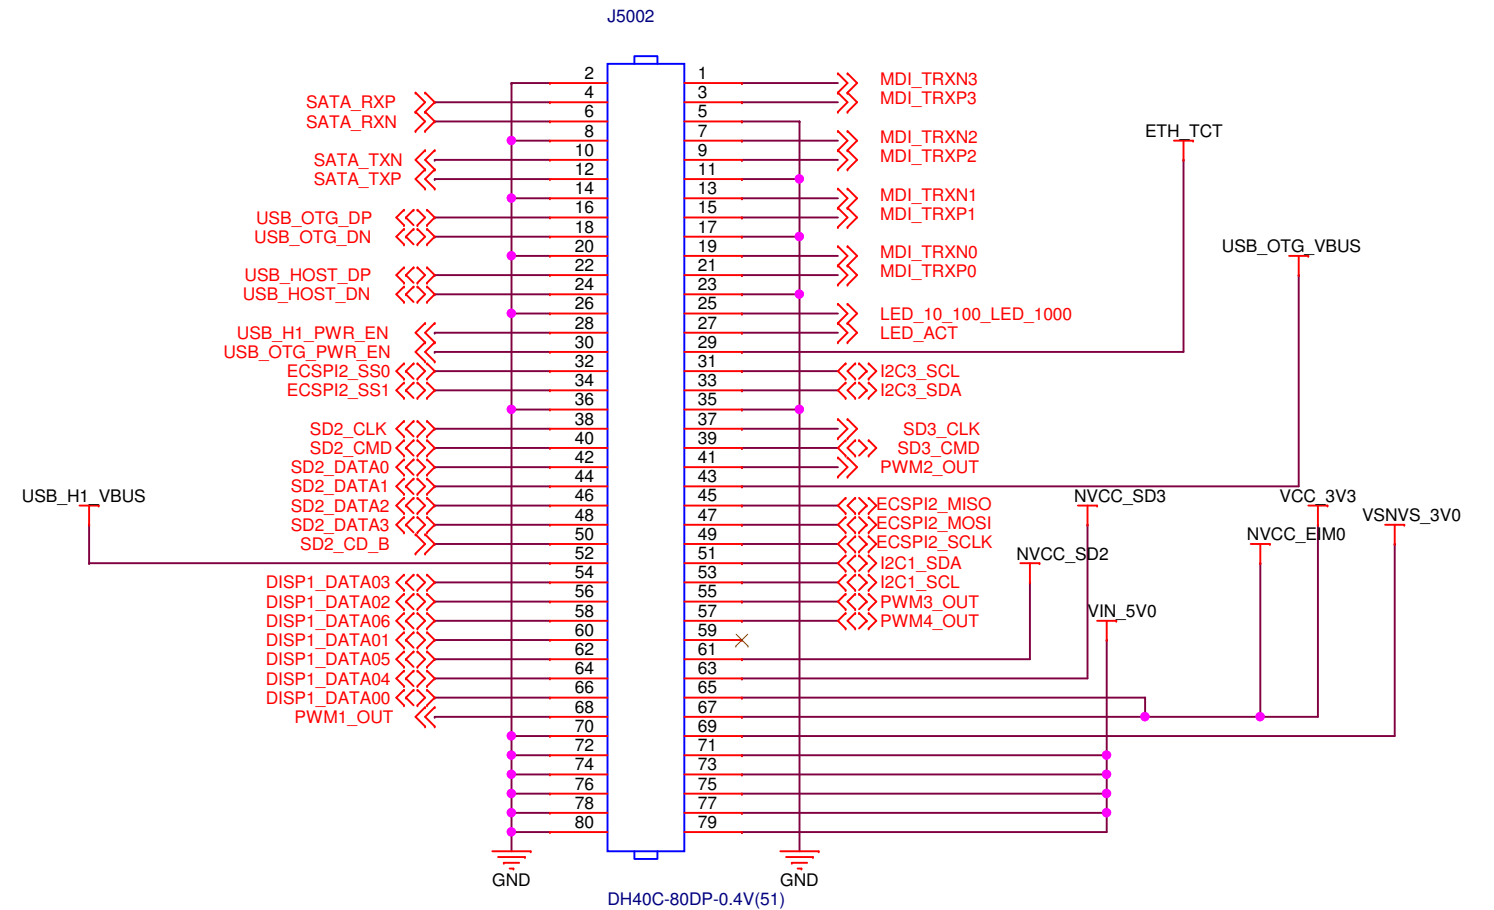 J5002
2 1 MDI_TRXN3
SATA_RXP 4 3 MDI_TRXP3
SATA_RXN 6 5
8 7 MDI_TRXN2 ETH_TCT
SATA_TXN 10 9 MDI_TRXP2
SATA_TXP 12 11
14 13 MDI_TRXN1
USB_OTG_DP 16 15 MDI_TRXP1
USB_OTG_DN 18 17
20 19 MDI_TRXN0 USB_OTG_VBUS
USB_HOST_DP 22 21 MDI_TRXP0
USB_HOST_DN 24 23
26 25 LED_10_100_LED_1000
USB_H1_PWR_EN 28 27 LED_ACT
USB_OTG_PWR_EN 30 29
ECSPI2_SS0 32 31 I2C3_SCL
ECSPI2_SS1 34 33 I2C3_SDA
36 35
SD2_CLK 38 37 SD3_CLK
SD2_CMD 40 39 SD3_CMD
SD2_DATA0 42 41 PWM2_OUT
SD2_DATA1 44 43
USB_H1_VBUS SD2_DATA2 46 45 ECSPI2_MISO NVCC_SD3 VCC_3V3
SD2_DATA3 48 47 ECSPI2_MOSI VSNVS_3V0
SD2_CD_B 50 49 ECSPI2_SCLK NVCC_EIM0
52 51 I2C1_SDA NVCC_SD2
DISP1_DATA03 54 53 I2C1_SCL
DISP1_DATA02 56 55 PWM3_OUT
DISP1_DATA06 58 57 PWM4_OUT VIN_5V0
DISP1_DATA01 60 59
DISP1_DATA05 62 61
DISP1_DATA04 64 63
DISP1_DATA00 66 65
PWM1_OUT 68 67
70 69
72 71
74 73
76 75
78 77
80 79
GND GND
DH40C-80DP-0.4V(51)